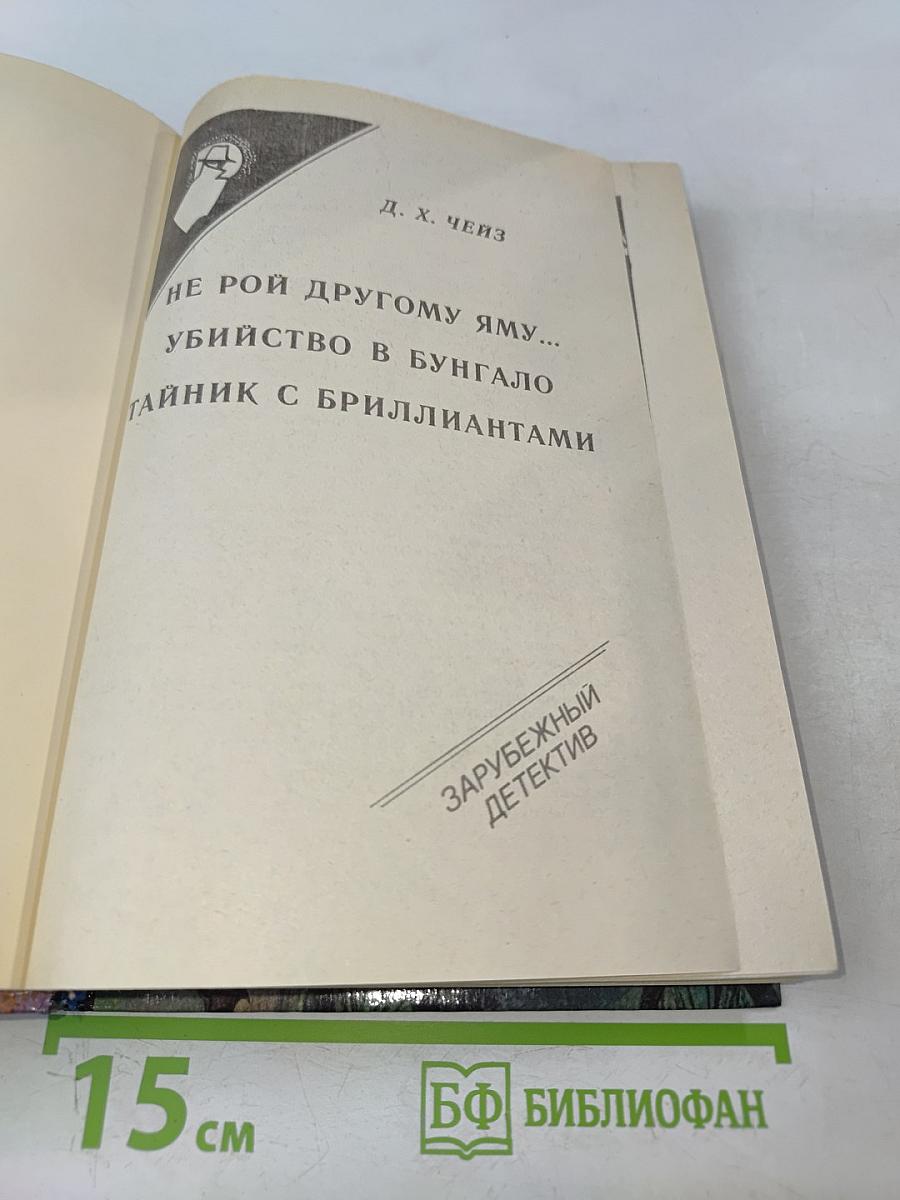 Д. Х. ЧЕЙЗ
НЕ РОЙ ДРУГОМУ ЯМУ...
УБИЙСТВО В БУНГАЛО
ТАЙНИК С БРИЛЛИАНТАМИ
ЗАРУБЕЖНЫЙ
ДЕТЕКТИВ
15 см
БФ БИБЛИОФАН